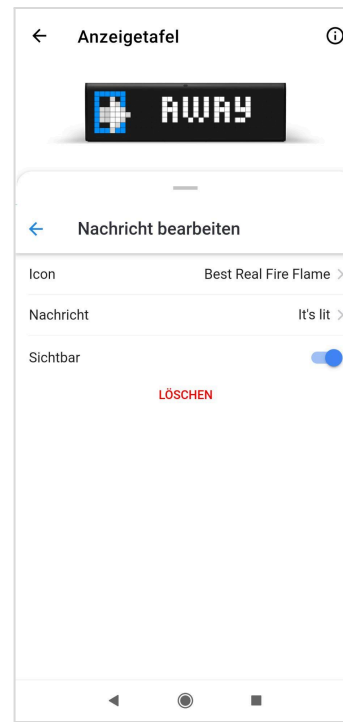 Anzeigetafel
AWAY
Nachricht bearbeiten
Icon Best Real Fire Flame
Nachricht It's lit
Sichtbar
LÖSCHEN